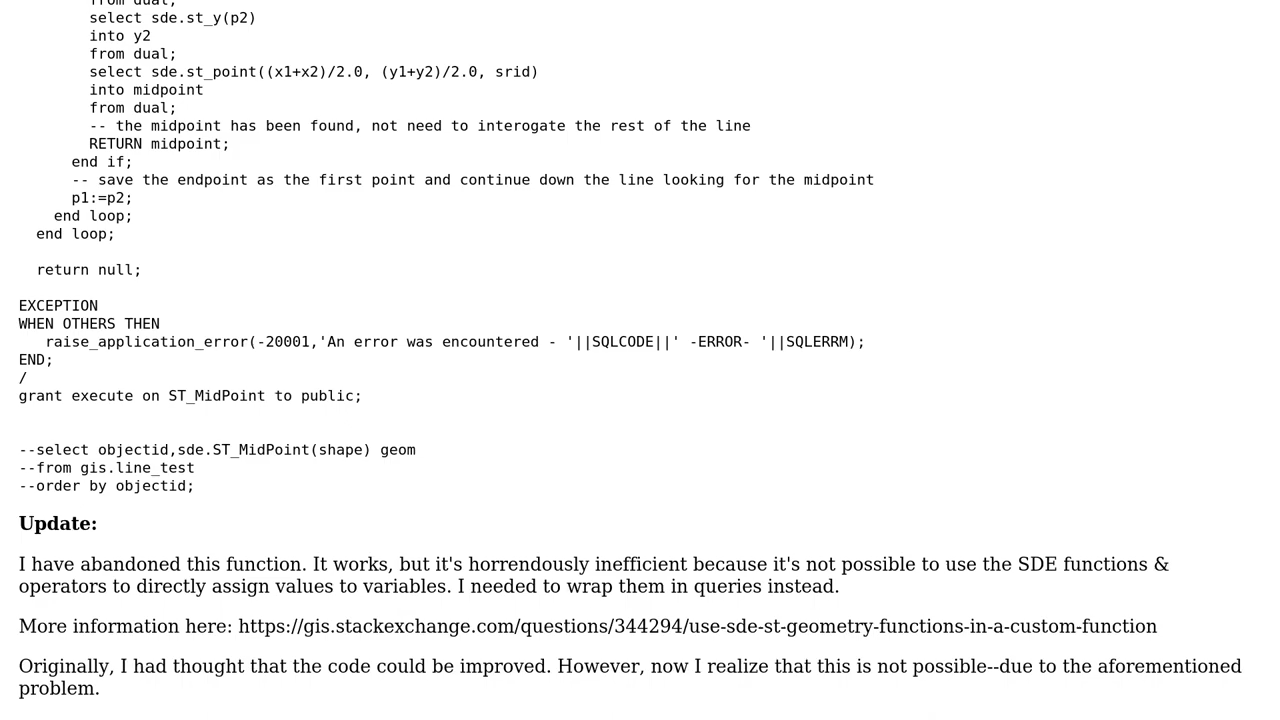 from dual;
select sde.st_y(p2)
into y2
from dual;
select sde.st_point((x1+x2)/2.0, (y1+y2)/2.0, srid)
into midpoint
from dual;
-- the midpoint has been found, not need to interogate the rest of the line
RETURN midpoint;
end if;
-- save the endpoint as the first point and continue down the line looking for the midpoint
p1:=p2;
end loop;
end loop;
return null;
EXCEPTION
WHEN OTHERS THEN
raise_application_error(-20001,'An error was encountered - '||SQLCODE||' -ERROR- '||SQLERRM);
END;
/
grant execute on ST_MidPoint to public;
--select objectid,sde.ST_MidPoint(shape) geom
--from gis.line_test
--order by objectid;
Update:
I have abandoned this function. It works, but it's horrendously inefficient because it's not possible to use the SDE functions &
operators to directly assign values to variables. I needed to wrap them in queries instead.
More information here: https://gis.stackexchange.com/questions/344294/use-sde-st-geometry-functions-in-a-custom-function
Originally, I had thought that the code could be improved. However, now I realize that this is not possible--due to the aforementioned
problem.